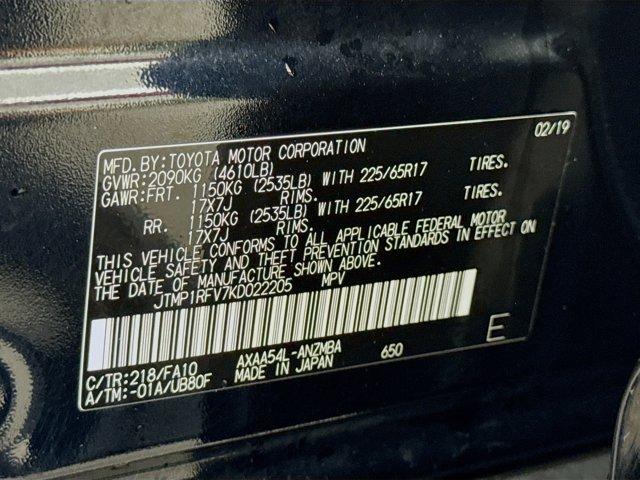 02/19
MFD. BY:TOYOTA MOTOR CORPORATION
GVWR:2090KG (4610LB)
GAWR:FRT. 1150KG (2535LB) WITH 225/65R17 TIRES.
17X7J RIMS.
RR. 1150KG (2535LB) WITH 225/65R17 TIRES.
17X7J RIMS.
THIS VEHICLE CONFORMS TO ALL APPLICABLE FEDERAL MOTOR
VEHICLE SAFETY AND THEFT PREVENTION STANDARDS IN EFFECT ON
THE DATE OF MANUFACTURE SHOWN ABOVE.
JTMP1RFV7KD022205 MPV
E
C/TR:218/FA10 AXAA54L-ANZMBA 650
A/TM:-01A/UB80F MADE IN JAPAN